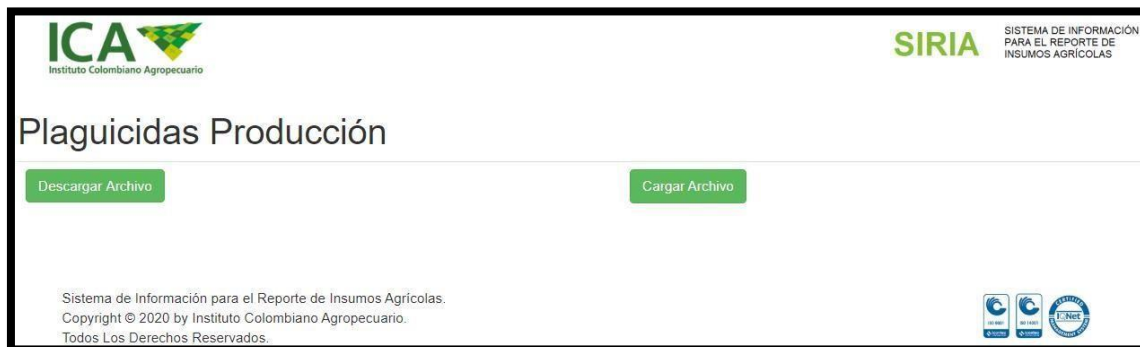 ICA
Instituto Colombiano Agropecuario
SIRIA
SISTEMA DE INFORMACIÓN
PARA EL REPORTE DE
INSUMOS AGRÍCOLAS
Plaguicidas Producción
Descargar Archivo
Cargar Archivo
Sistema de Información para el Reporte de Insumos Agrícolas.
Copyright © 2020 by Instituto Colombiano Agropecuario.
Todos Los Derechos Reservados.
CERTIFIED
IQNet